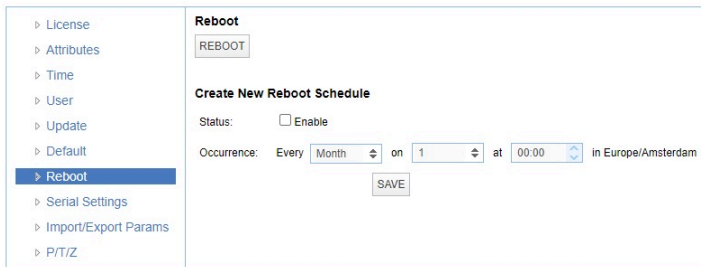 License
Attributes
Time
User
Update
Default
Reboot
Serial Settings
Import/Export Params
P/T/Z
Reboot
REBOOT
Create New Reboot Schedule
Status: Enable
Occurrence: Every Month on 1 at 00:00 in Europe/Amsterdam
SAVE